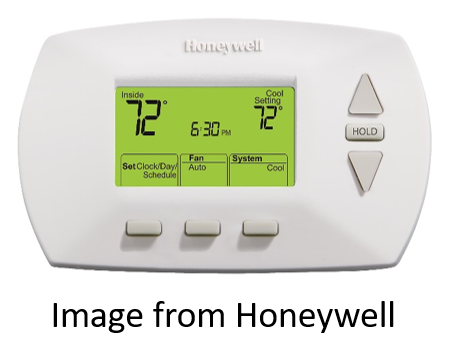 Honeywell
Inside
72°
6:30 PM
Cool
Setting
72°
Set Clock/Day/
Schedule
Fan
Auto
System
Cool
HOLD
Image from Honeywell